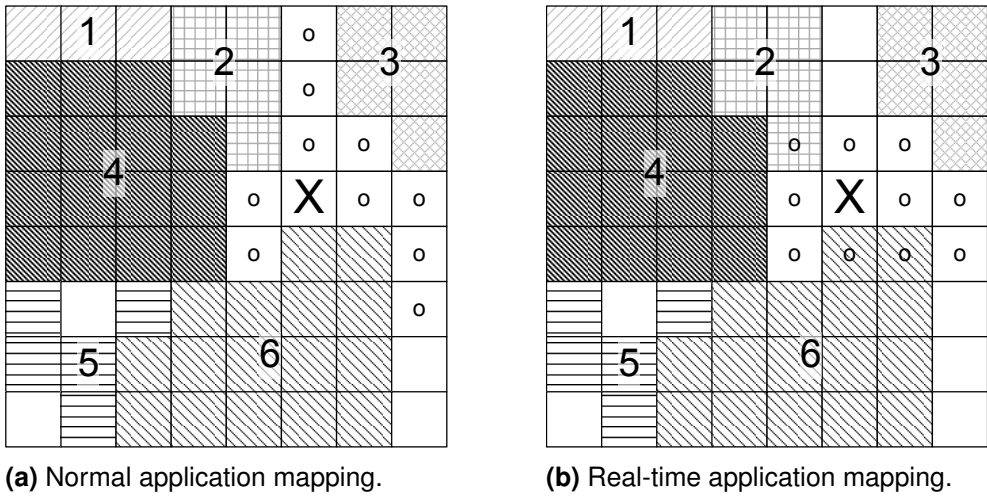 1 o
2 3
o
o o
4
o X o o
o o
o
5 6
(a) Normal application mapping.
1
2 3
o o o
4
o X o o
o o o o
5 6
(b) Real-time application mapping.